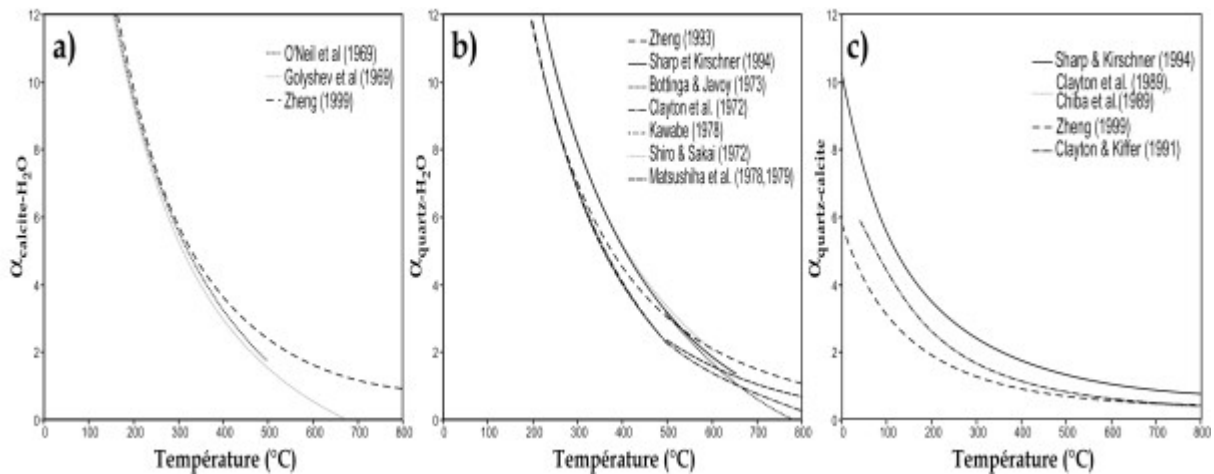 a)
O'Neil et al (1969)
Golyshev et al (1969)
Zheng (1999)
12
10
8
6
4
2
0
αcalcite-H2O
0 100 200 300 400 500 600 700 800
Température (°C)
b)
Zheng (1993)
Sharp et Kirschner (1994)
Bottinga & Javoy (1973)
Clayton et al. (1972)
Kawabe (1978)
Shiro & Sakai (1972)
Matsushiha et al. (1978,1979)
12
10
8
6
4
2
0
αquartz-H2O
0 100 200 300 400 500 600 700 800
Température (°C)
c)
Sharp & Kirschner (1994)
Clayton et al. (1989),
Chiba et al.(1989)
Zheng (1999)
Clayton & Kiffer (1991)
12
10
8
6
4
2
0
αquartz-calcite
0 100 200 300 400 500 600 700 800
Température (°C)